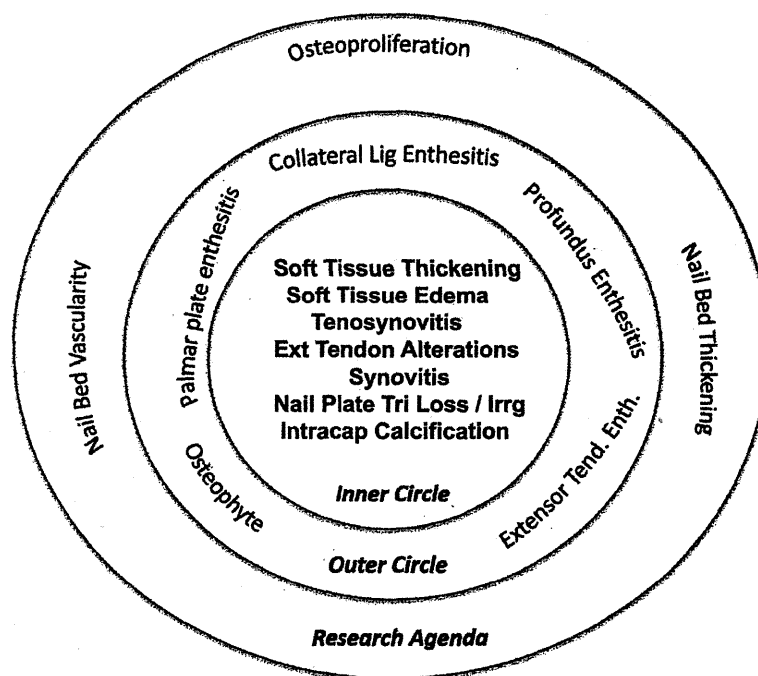 Osteoproliferation
Collateral Lig Enthesitis
Palmar plate enthesitis
Profundus Enthesitis
Nail Bed Vascularity
Nail Bed Thickening
Soft Tissue Thickening
Soft Tissue Edema
Tenosynovitis
Ext Tendon Alterations
Synovitis
Nail Plate Tri Loss / Irrg
Intracap Calcification
Osteophyte
Extensor Tend. Enth.
Inner Circle
Outer Circle
Research Agenda